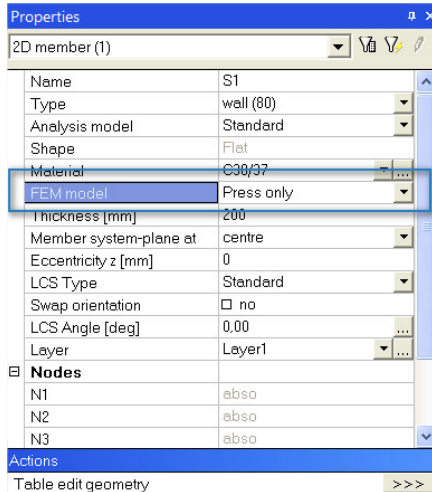 Properties
2D member (1)
Name S1
Type wall (80)
Analysis model Standard
Shape Flat
Material C30/37
FEM model Press only
Thickness [mm] 200
Member system-plane at centre
Eccentricity z [mm] 0
LCS Type Standard
Swap orientation no
LCS Angle [deg] 0,00
Layer Layer1
Nodes
N1 abso
N2 abso
N3 abso
Actions
Table edit geometry >>>